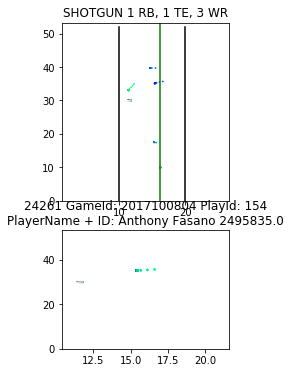 SHOTGUN 1 RB, 1 TE, 3 WR
50
40
30
20
10
0
10
20
24261 GameId: 2017100804 PlayId: 154
PlayerName + ID: Anthony Fasano 2495835.0
40
20
0
12.5 15.0 17.5 20.0